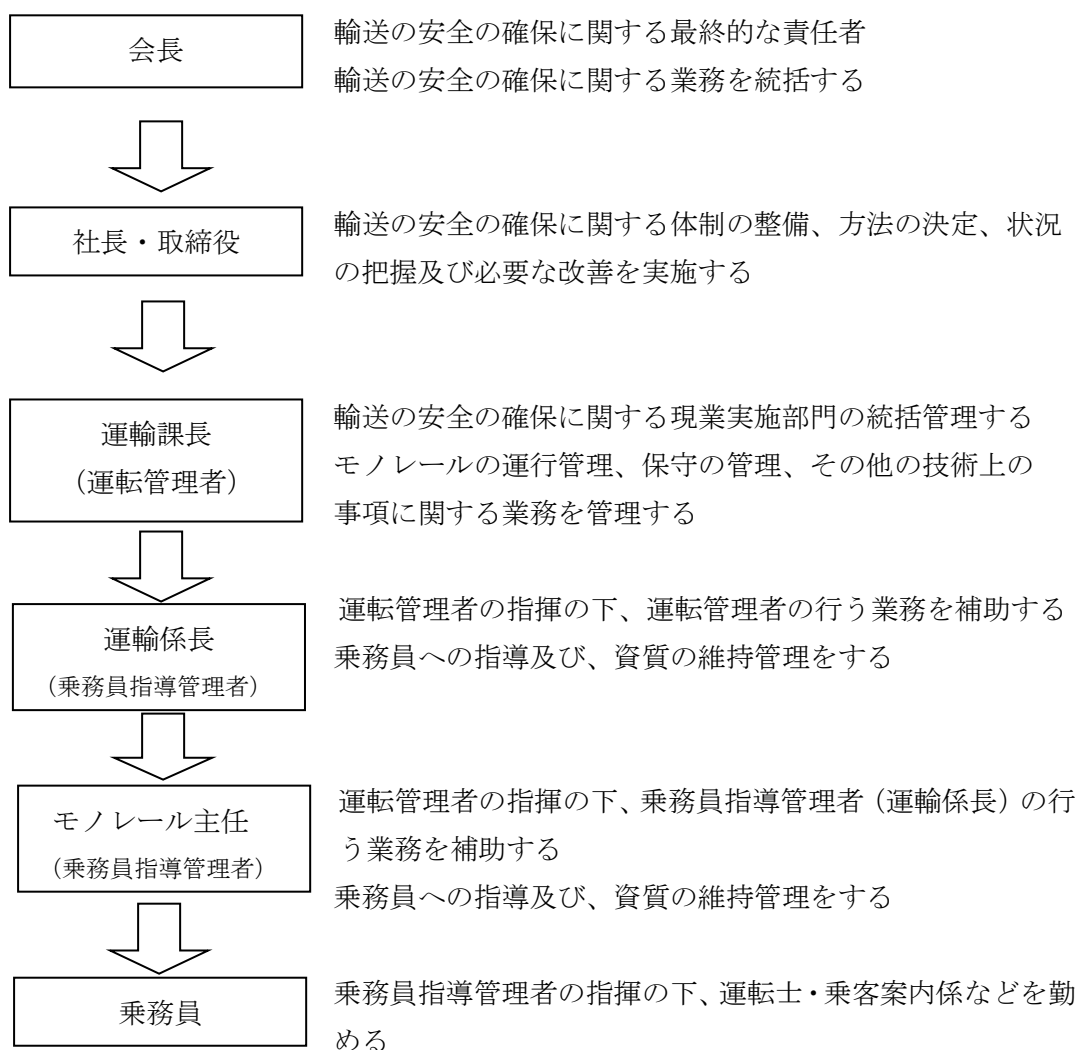 会長
輸送の安全の確保に関する最終的な責任者
輸送の安全の確保に関する業務を統括する
社長・取締役
輸送の安全の確保に関する体制の整備、方法の決定、状況
の把握及び必要な改善を実施する
運輸課長
(運転管理者)
輸送の安全の確保に関する現業実施部門の統括管理する
モノレールの運行管理、保守の管理、その他の技術上の
事項に関する業務を管理する
運輸係長
(乗務員指導管理者)
運転管理者の指揮の下、運転管理者の行う業務を補助する
乗務員への指導及び、資質の維持管理をする
モノレール主任
(乗務員指導管理者)
運転管理者の指揮の下、乗務員指導管理者(運輸係長)の行
う業務を補助する
乗務員への指導及び、資質の維持管理をする
乗務員
乗務員指導管理者の指揮の下、運転士・乗客案内係などを勤
める